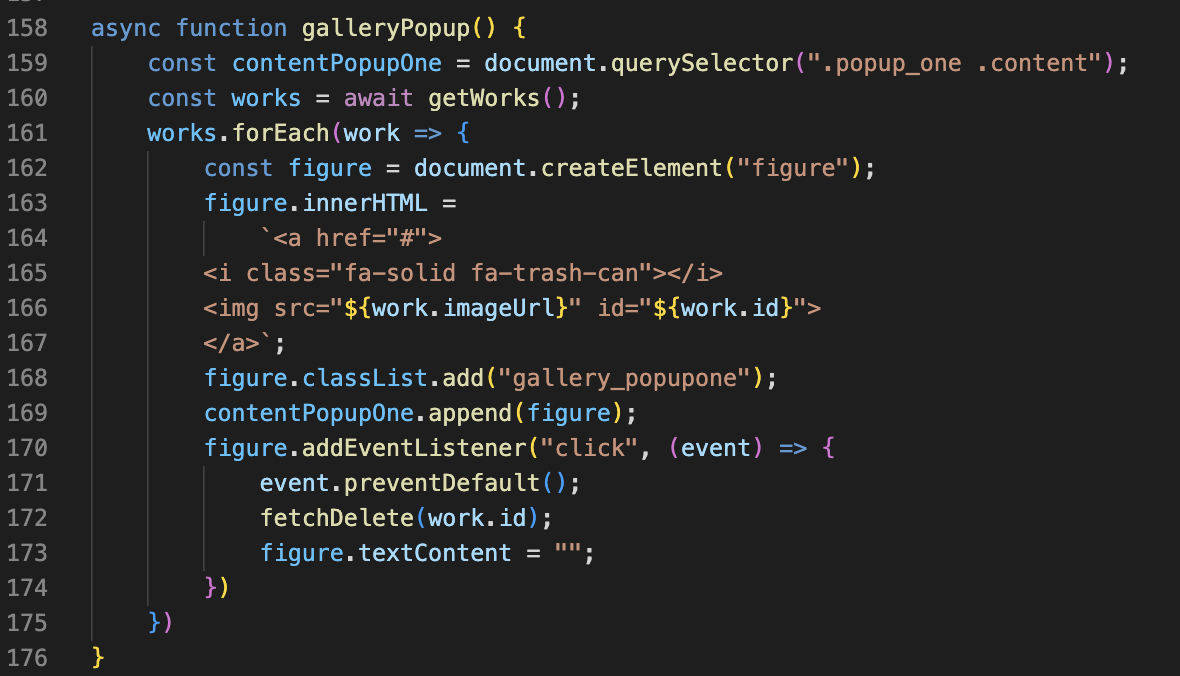 158 async function galleryPopup() {
159 const contentPopupOne = document.querySelector(".popup_one .content");
160 const works = await getWorks();
161 works.forEach(work => {
162 const figure = document.createElement("figure");
163 figure.innerHTML =
164 `<a href="#">
165 <i class="fa-solid fa-trash-can"></i>
166 <img src="${work.imageUrl}" id="${work.id}">
167 </a>`;
168 figure.classList.add("gallery_popupone");
169 contentPopupOne.append(figure);
170 figure.addEventListener("click", (event) => {
171 event.preventDefault();
172 fetchDelete(work.id);
173 figure.textContent = "";
174 })
175 })
176 }